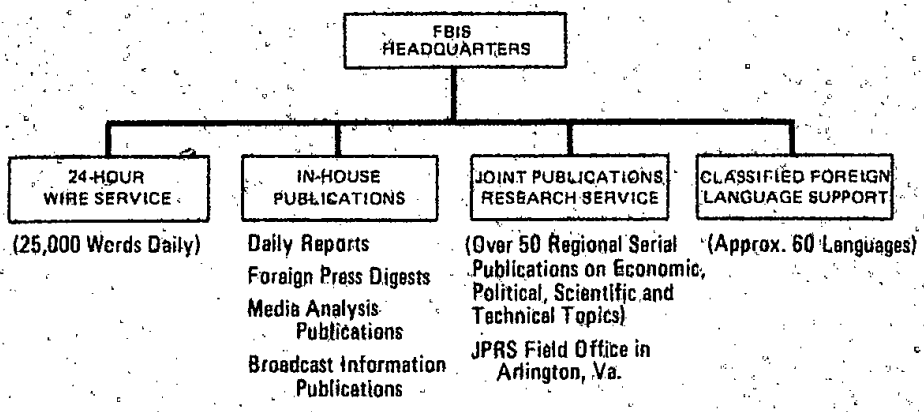 FBIS
HEADQUARTERS
24-HOUR
WIRE SERVICE
(25,000 Words Daily)
IN-HOUSE
PUBLICATIONS
Daily Reports
Foreign Press Digests
Media Analysis
Publications
Broadcast Information
Publications
JOINT PUBLICATIONS
RESEARCH SERVICE
(Over 50 Regional Serial
Publications on Economic,
Political, Scientific and
Technical Topics)
JPRS Field Office in
Arlington, Va.
CLASSIFIED FOREIGN
LANGUAGE SUPPORT
(Approx. 60 Languages)